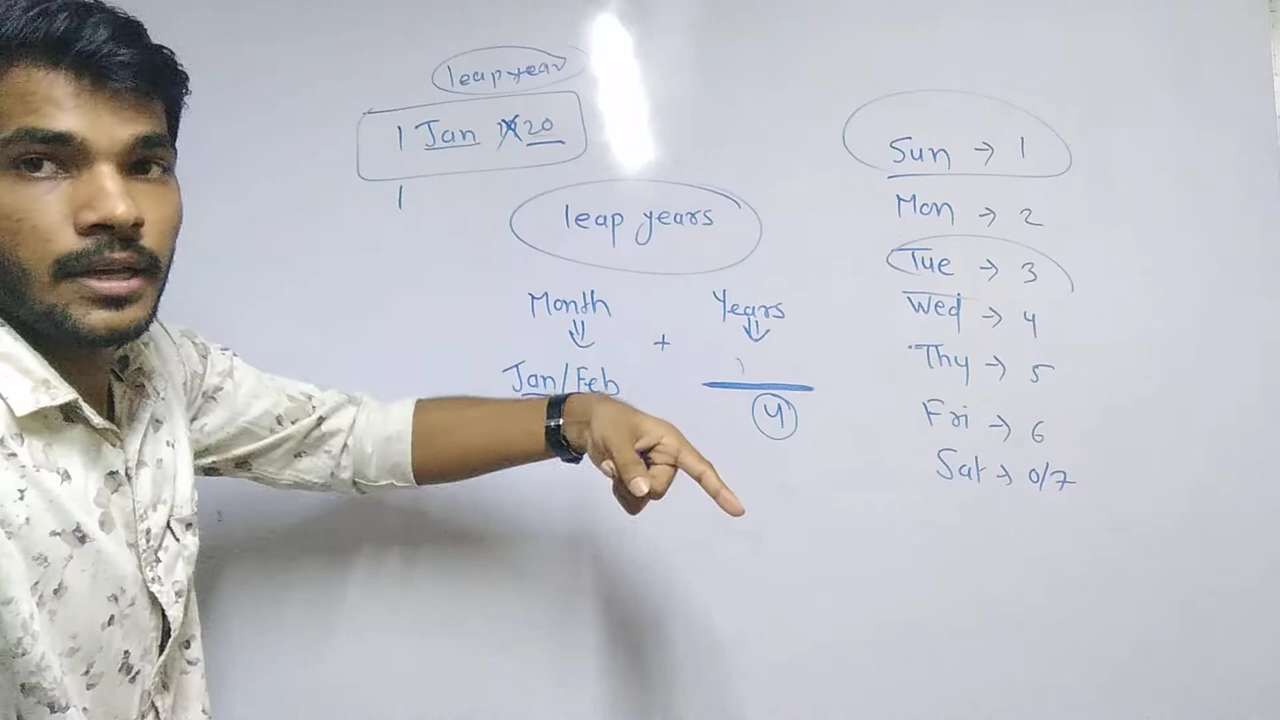 leap year
1 Jan 20
1
leap years
Month + Years
Jan/Feb
4
Sun → 1
Mon → 2
Tue → 3
Wed → 4
Thy → 5
Fri → 6
Sat → 0/7